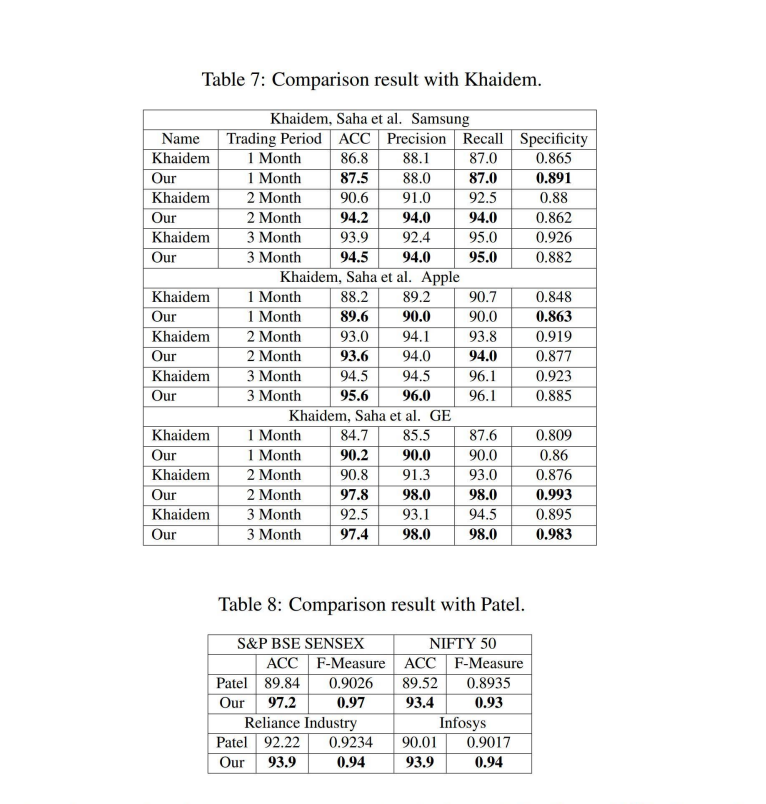 Table 7: Comparison result with Khaidem.
Khaidem, Saha et al. Samsung
Name Trading Period ACC Precision Recall Specificity
Khaidem 1 Month 86.8 88.1 87.0 0.865
Our 1 Month 87.5 88.0 87.0 0.891
Khaidem 2 Month 90.6 91.0 92.5 0.88
Our 2 Month 94.2 94.0 94.0 0.862
Khaidem 3 Month 93.9 92.4 95.0 0.926
Our 3 Month 94.5 94.0 95.0 0.882
Khaidem, Saha et al. Apple
Khaidem 1 Month 88.2 89.2 90.7 0.848
Our 1 Month 89.6 90.0 90.0 0.863
Khaidem 2 Month 93.0 94.1 93.8 0.919
Our 2 Month 93.6 94.0 94.0 0.877
Khaidem 3 Month 94.5 94.5 96.1 0.923
Our 3 Month 95.6 96.0 96.1 0.885
Khaidem, Saha et al. GE
Khaidem 1 Month 84.7 85.5 87.6 0.809
Our 1 Month 90.2 90.0 90.0 0.86
Khaidem 2 Month 90.8 91.3 93.0 0.876
Our 2 Month 97.8 98.0 98.0 0.993
Khaidem 3 Month 92.5 93.1 94.5 0.895
Our 3 Month 97.4 98.0 98.0 0.983
Table 8: Comparison result with Patel.
S&P BSE SENSEX NIFTY 50
ACC F-Measure ACC F-Measure
Patel 89.84 0.9026 89.52 0.8935
Our 97.2 0.97 93.4 0.93
Reliance Industry Infosys
Patel 92.22 0.9234 90.01 0.9017
Our 93.9 0.94 93.9 0.94